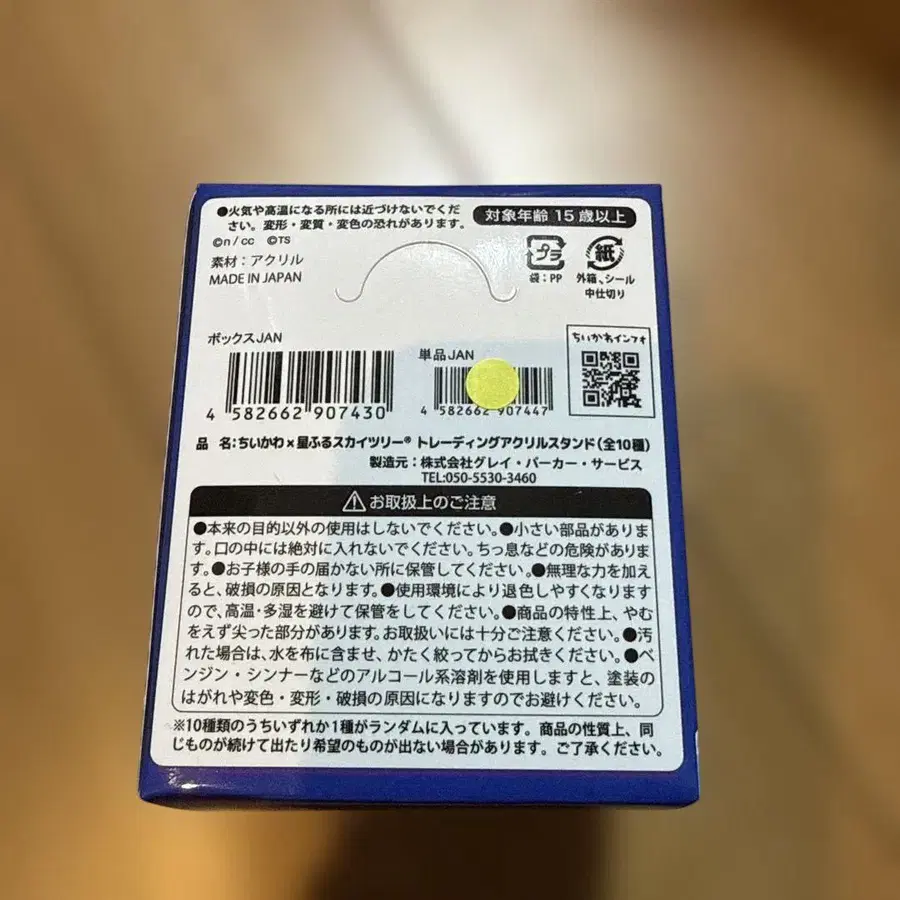 ●火気や高温になる所には近づけないでくだ
さい。変形・変質・変色の恐れがあります。
対象年齢 15歳以上
©n / cc ©TS
素材：アクリル
MADE IN JAPAN
プラ
袋：PP
紙
外箱、シール
中仕切り
ボックスJAN
4 582662 907430
単品JAN
4 582662 907447
ちいかわインフォ
品 名：ちいかわ×星ふるスカイツリー® トレーディングアクリルスタンド（全10種）
製造元：株式会社グレイ・パーカー・サービス
TEL:050-5530-3460
お取扱上のご注意
●本来の目的以外の使用はしないでください。●小さい部品がありま
す。口の中には絶対に入れないでください。ちっ息などの危険がありま
す。●お子様の手の届かない所に保管してください。●無理な力を加え
ると、破損の原因となります。●使用環境により退色しやすくなります
ので、高温・多湿を避けて保管をしてください。●商品の特性上、やむ
をえず尖った部分があります。お取扱いには十分ご注意ください。●汚
れた場合は、水を布に含ませ、かたく絞ってからお拭きください。●ベ
ンジン・シンナーなどのアルコール系溶剤を使用しますと、塗装の
はがれや変色・変形・破損の原因になりますのでお避けください。
※10種類のうちいずれか1種がランダムに入っています。商品の性質上、同
じものが続けて出たり希望のものが出ない場合があります。ご了承ください。